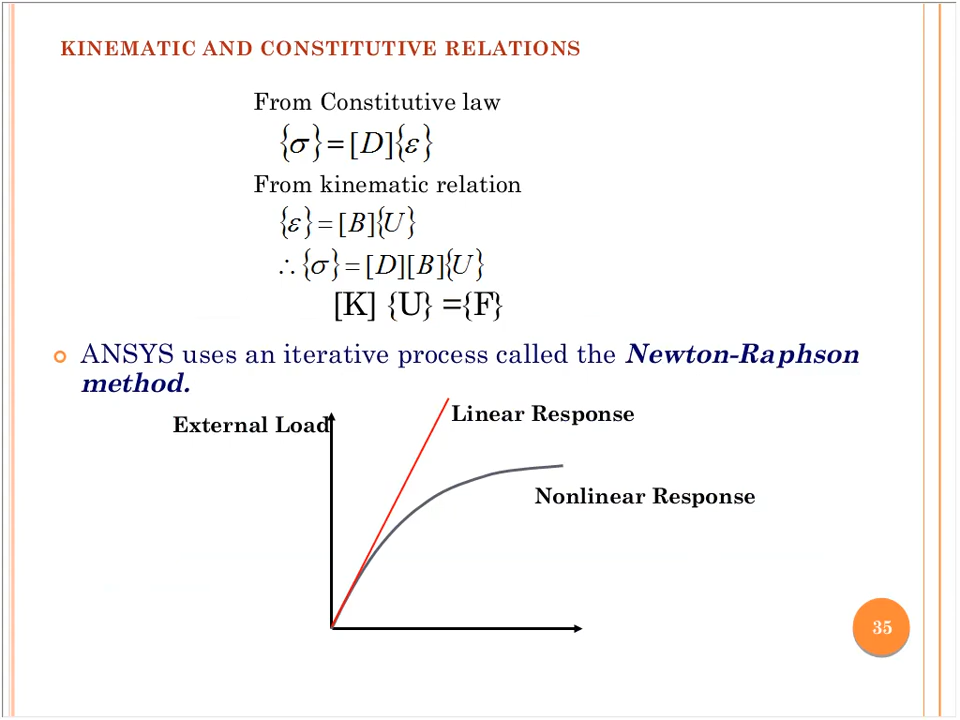 KINEMATIC AND CONSTITUTIVE RELATIONS
From Constitutive law
{σ}=[D]{ε}
From kinematic relation
{ε}=[B]{U}
∴{σ}=[D][B]{U}
[K] {U} ={F}
ANSYS uses an iterative process called the Newton-Raphson
method.
External Load
Linear Response
Nonlinear Response
35